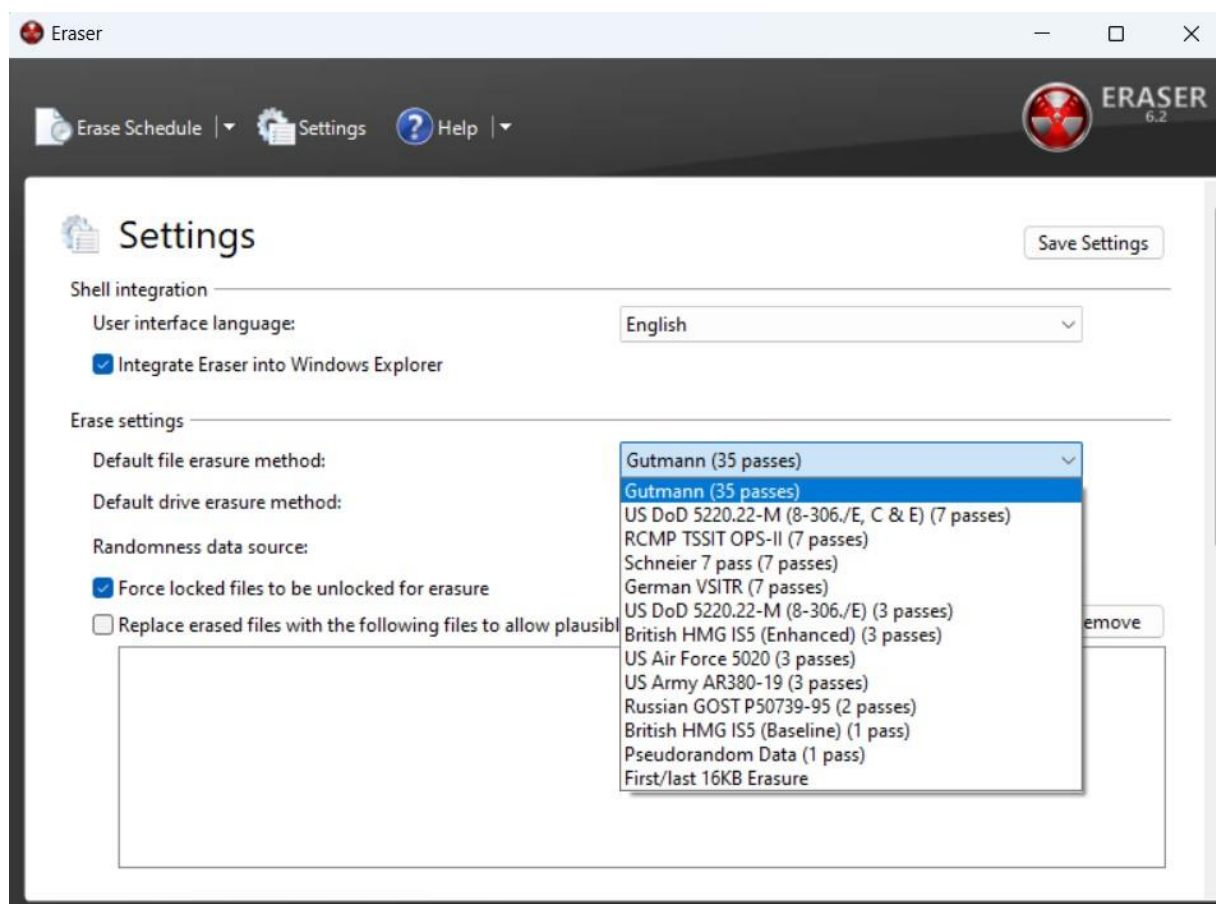 Eraser
Erase Schedule
Settings
Help
ERASER
6.2
Settings
Save Settings
Shell integration
User interface language:
English
Integrate Eraser into Windows Explorer
Erase settings
Default file erasure method:
Gutmann (35 passes)
Default drive erasure method:
Randomness data source:
Force locked files to be unlocked for erasure
Replace erased files with the following files to allow plausibl
emove
Gutmann (35 passes)
US DoD 5220.22-M (8-306./E, C & E) (7 passes)
RCMP TSSIT OPS-II (7 passes)
Schneier 7 pass (7 passes)
German VSITR (7 passes)
US DoD 5220.22-M (8-306./E) (3 passes)
British HMG IS5 (Enhanced) (3 passes)
US Air Force 5020 (3 passes)
US Army AR380-19 (3 passes)
Russian GOST P50739-95 (2 passes)
British HMG IS5 (Baseline) (1 pass)
Pseudorandom Data (1 pass)
First/last 16KB Erasure